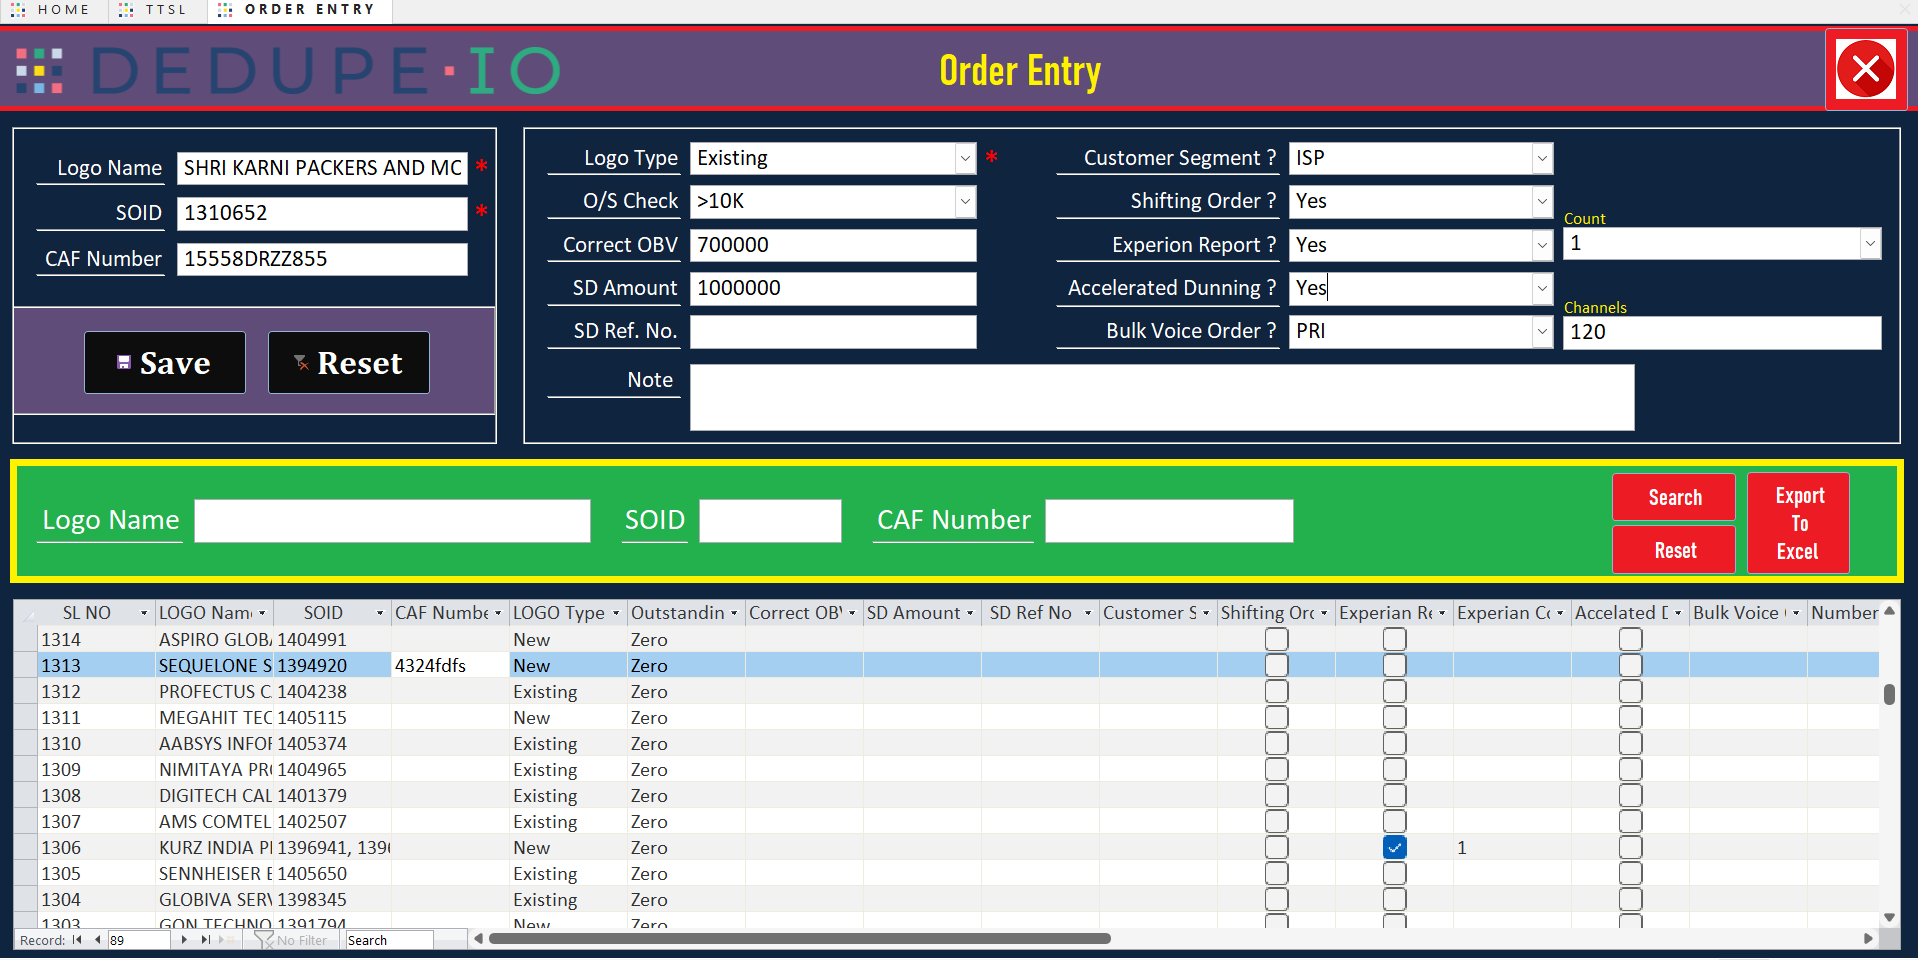 HOME
TTSL
ORDER ENTRY
DEDUPE·IO
Order Entry
Logo Name SHRI KARNI PACKERS AND MC *
SOID 1310652 *
CAF Number 15558DRZZ855
Save Reset
Logo Type Existing *
O/S Check >10K
Correct OBV 700000
SD Amount 1000000
SD Ref. No.
Note
Customer Segment ? ISP
Shifting Order ? Yes
Experion Report ? Yes
Count
1
Accelerated Dunning ? Yes
Channels
Bulk Voice Order ? PRI 120
Logo Name SOID CAF Number
Search
Reset
Export
To
Excel
SL NO LOGO Nam SOID CAF Numbe LOGO Type Outstandin Correct OB SD Amount SD Ref No Customer S Shifting Orc Experian Re Experian Co Accelated D Bulk Voice Number
1314 ASPIRO GLOBA 1404991 New Zero
1313 SEQUELONE S 1394920 4324fdfs New Zero
1312 PROFECTUS C 1404238 Existing Zero
1311 MEGAHIT TEC 1405115 New Zero
1310 AABSYS INFOR 1405374 Existing Zero
1309 NIMITAYA PR 1404965 Existing Zero
1308 DIGITECH CAL 1401379 Existing Zero
1307 AMS COMTEL 1402507 Existing Zero
1306 KURZ INDIA P 1396941, 1396 New Zero 1
1305 SENNHEISER E 1405650 Existing Zero
1304 GLOBIVA SERV 1398345 Existing Zero
1303 GON TECHNO 1391794 New Zero
Record: 89 No Filter Search